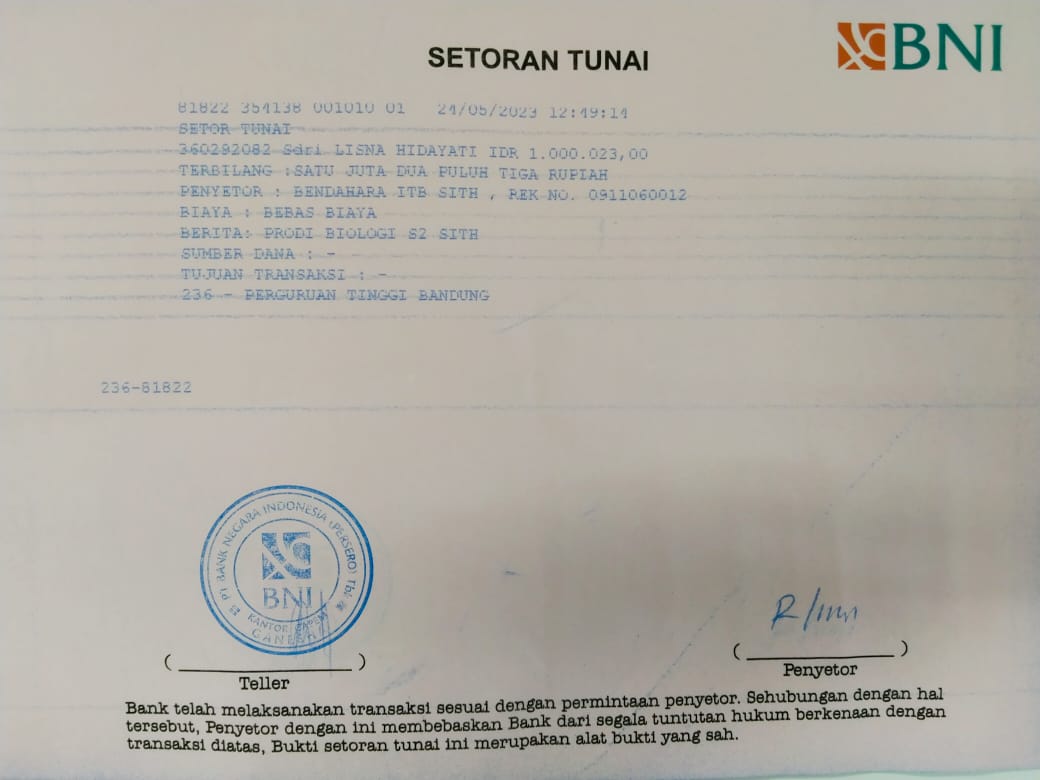 BNI
SETORAN TUNAI
81822 354138 001010 01 24/05/2023 12:49:14
SETOR TUNAI
360292082 Sdri LISNA HIDAYATI IDR 1.000.023,00
TERBILANG :SATU JUTA DUA PULUH TIGA RUPIAH
PENYETOR : BENDAHARA ITB SITH , REK NO. 0911060012
BIAYA : BEBAS BIAYA
BERITA: PRODI BIOLOGI S2 SITH
SUMBER DANA : -
TUJUAN TRANSAKSI : -
236 - PERGURUAN TINGGI BANDUNG
236-81822
PT BANK NEGARA INDONESIA (PERSERO) Tbk
BNI
KANTOR CAPEM
GANESHA
( ) ( )
Teller Penyetor
Bank telah melaksanakan transaksi sesuai dengan permintaan penyetor. Sehubungan dengan hal
tersebut, Penyetor dengan ini membebaskan Bank dari segala tuntutan hukum berkenaan dengan
transaksi diatas, Bukti setoran tunai ini merupakan alat bukti yang sah.